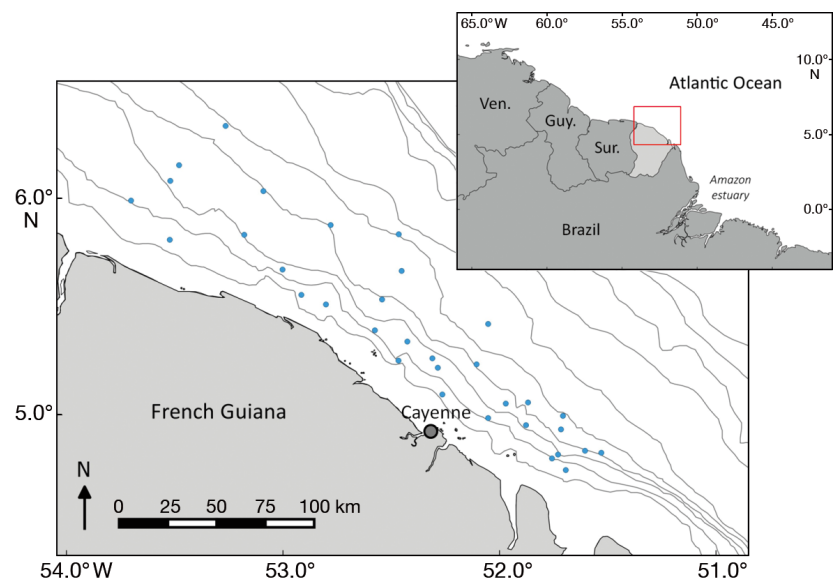 65.0°W 60.0° 55.0° 50.0° 45.0°
10.0°
N
Atlantic Ocean
Ven.
Guy.
Sur.
5.0°
Amazon
estuary
0.0°
Brazil
6.0°
N
5.0°
French Guiana
Cayenne
N
0 25 50 75 100 km
54.0°W 53.0° 52.0° 51.0°